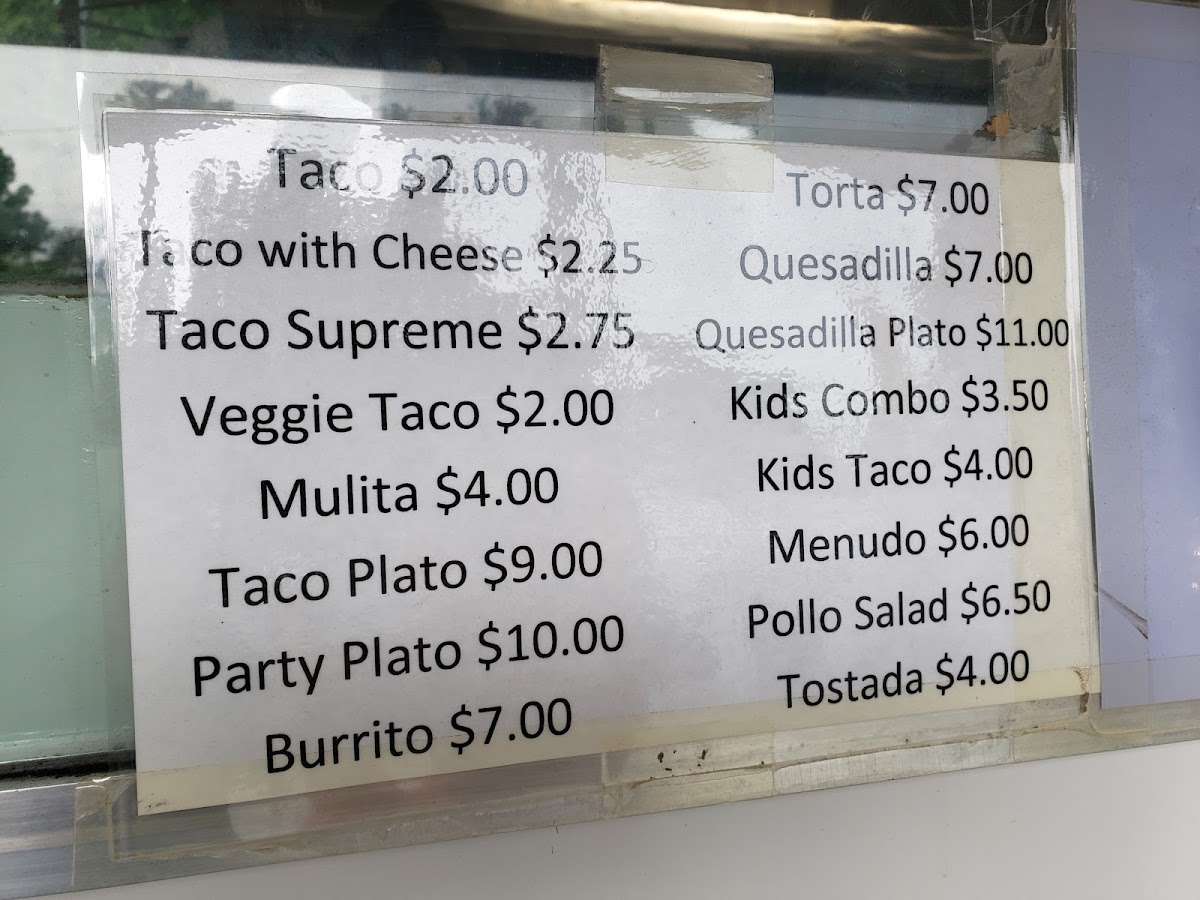 Taco $2.00
Taco with Cheese $2.25
Taco Supreme $2.75
Veggie Taco $2.00
Mulita $4.00
Taco Plato $9.00
Party Plato $10.00
Burrito $7.00
Torta $7.00
Quesadilla $7.00
Quesadilla Plato $11.00
Kids Combo $3.50
Kids Taco $4.00
Menudo $6.00
Pollo Salad $6.50
Tostada $4.00